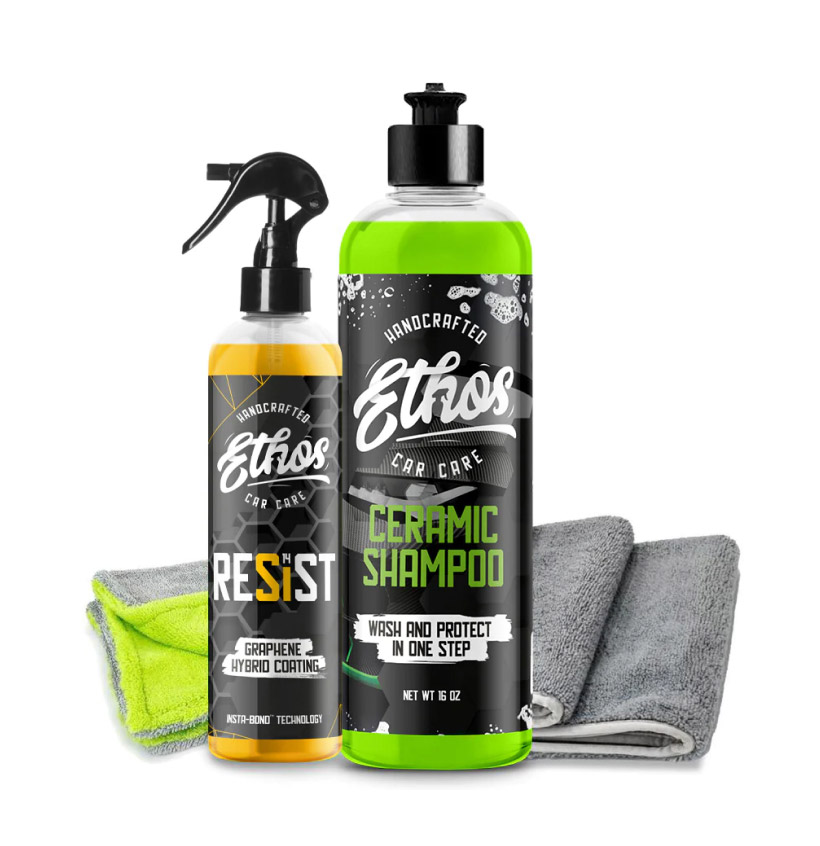 HANDCRAFTED
Ethos
CAR CARE
RESiST
14
GRAPHENE
HYBRID COATING
INSTA-BOND™ TECHNOLOGY
HANDCRAFTED
Ethos
CAR CARE
CERAMIC
SHAMPOO
WASH AND PROTECT
IN ONE STEP
NET WT 16 OZ